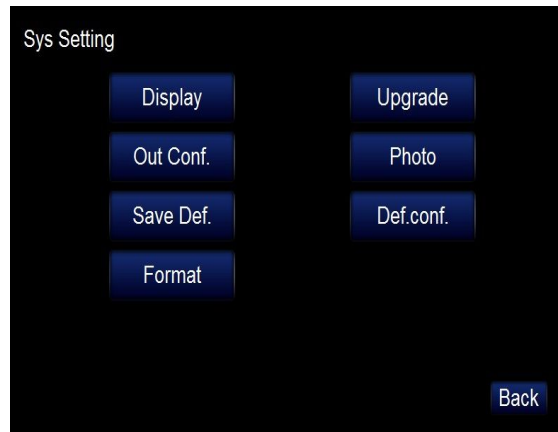 Sys Setting
Display
Upgrade
Out Conf.
Photo
Save Def.
Def.conf.
Format
Back